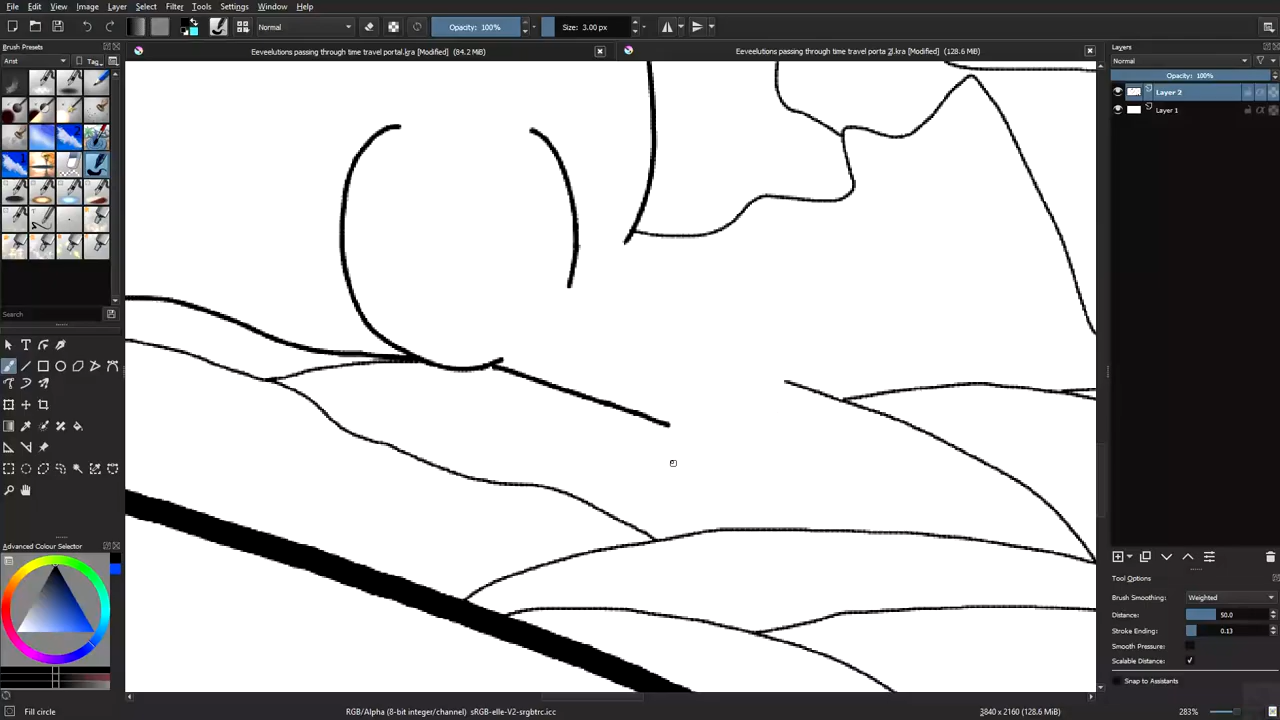 File Edit View Image Layer Select Filter Tools Settings Window Help
Normal
Opacity: 100%
Size: 3.00 px
Brush Presets
Eeveelutions passing through time travel portal.kra [Modified] (84.2 MB)
Eeveelutions passing through time travel porta 2l.kra [Modified] (128.6 MiB)
Layers
Arist
Tag
Normal
Opacity: 100%
Layer 2
Layer 1
Search
Advanced Colour Selector
Tool Options
Brush Smoothing: Weighted
Distance: 50.0
Stroke Ending: 0.13
Smooth Pressure:
Scalable Distance:
Snap to Assistants
Fill circle
RGB/Alpha (8-bit integer/channel) sRGB-elle-V2-srgbtrc.icc
3840 x 2160 (128.6 MiB)
283%